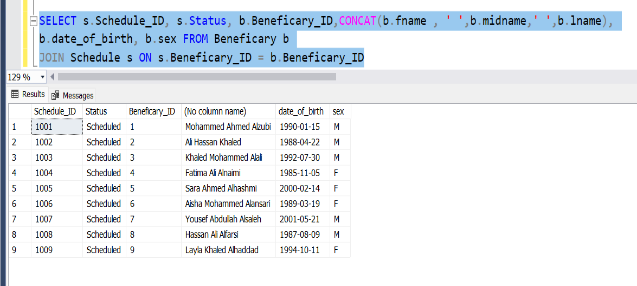 SELECT s.Schedule_ID, s.Status, b.Beneficary_ID,CONCAT(b.fname , ' ',b.midname,' ',b.lname),
b.date_of_birth, b.sex FROM Beneficary b
JOIN Schedule s ON s.Beneficary_ID = b.Beneficary_ID
129 %
Results Messages
Schedule_ID Status Beneficary_ID (No column name) date_of_birth sex
1 1001 Scheduled 1 Mohammed Ahmed Alzubi 1990-01-15 M
2 1002 Scheduled 2 Ali Hassan Khaled 1988-04-22 M
3 1003 Scheduled 3 Khaled Mohammed Alali 1992-07-30 M
4 1004 Scheduled 4 Fatima Ali Alnaimi 1985-11-05 F
5 1005 Scheduled 5 Sara Ahmed Alhashmi 2000-02-14 F
6 1006 Scheduled 6 Aisha Mohammed Alansari 1989-03-19 F
7 1007 Scheduled 7 Yousef Abdulah Alsaleh 2001-05-21 M
8 1008 Scheduled 8 Hassan Ali Alfarsi 1987-08-09 M
9 1009 Scheduled 9 Layla Khaled Alhaddad 1994-10-11 F